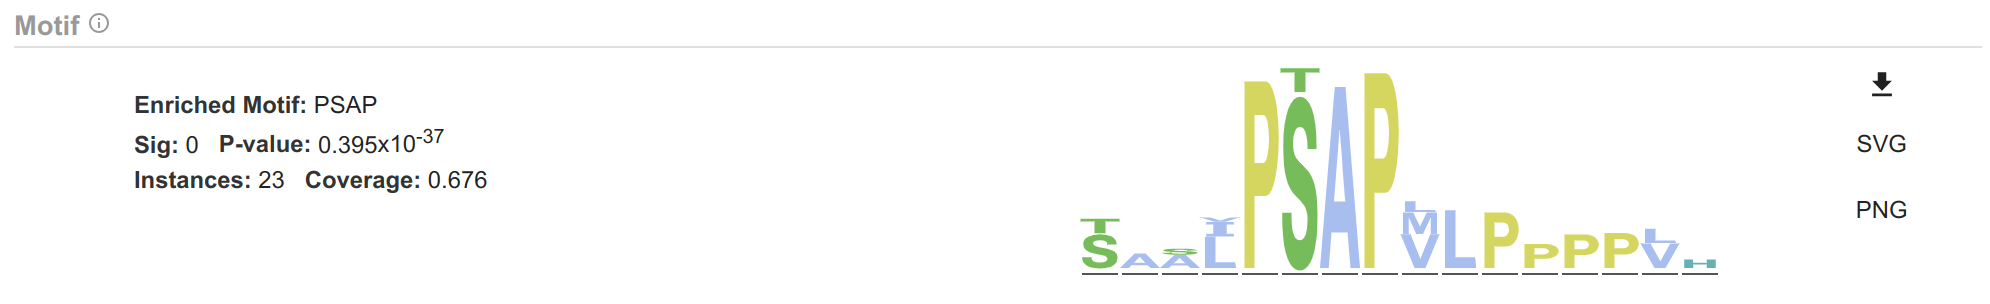 Motif
Enriched Motif: PSAP
Sig: 0 P-value: 0.395x10-37
Instances: 23 Coverage: 0.676
T
S
A
S
A
Y
I
L
P
T
S
A
P
L
M
V
L
P
P
P
P
L
V
H
SVG
PNG